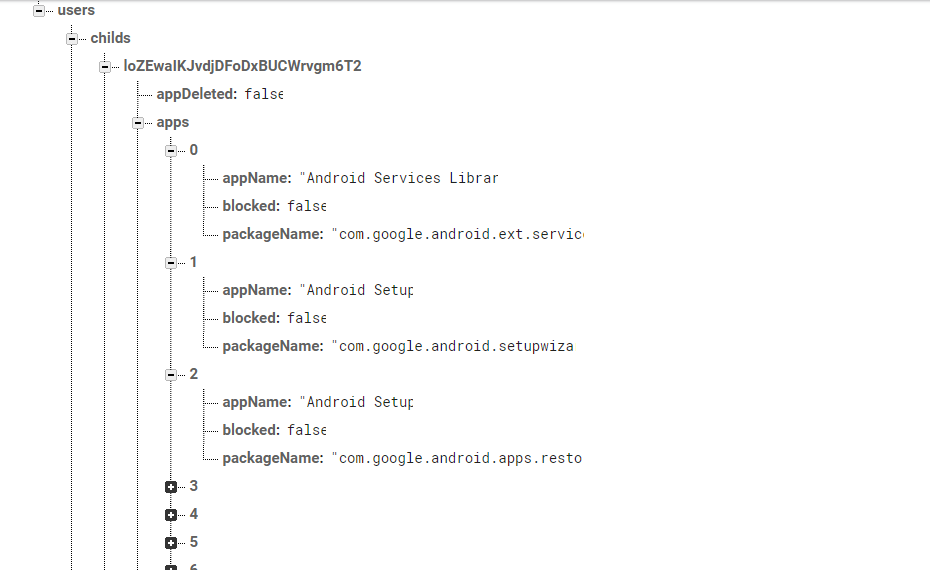 users
childs
loZEwaIKJvdjDFoDxBUCWrvgm6T2
appDeleted: false
apps
0
appName: "Android Services Librar
blocked: false
packageName: "com.google.android.ext.servic
1
appName: "Android Setup
blocked: false
packageName: "com.google.android.setupwiza
2
appName: "Android Setup
blocked: false
packageName: "com.google.android.apps.resto
3
4
5
6